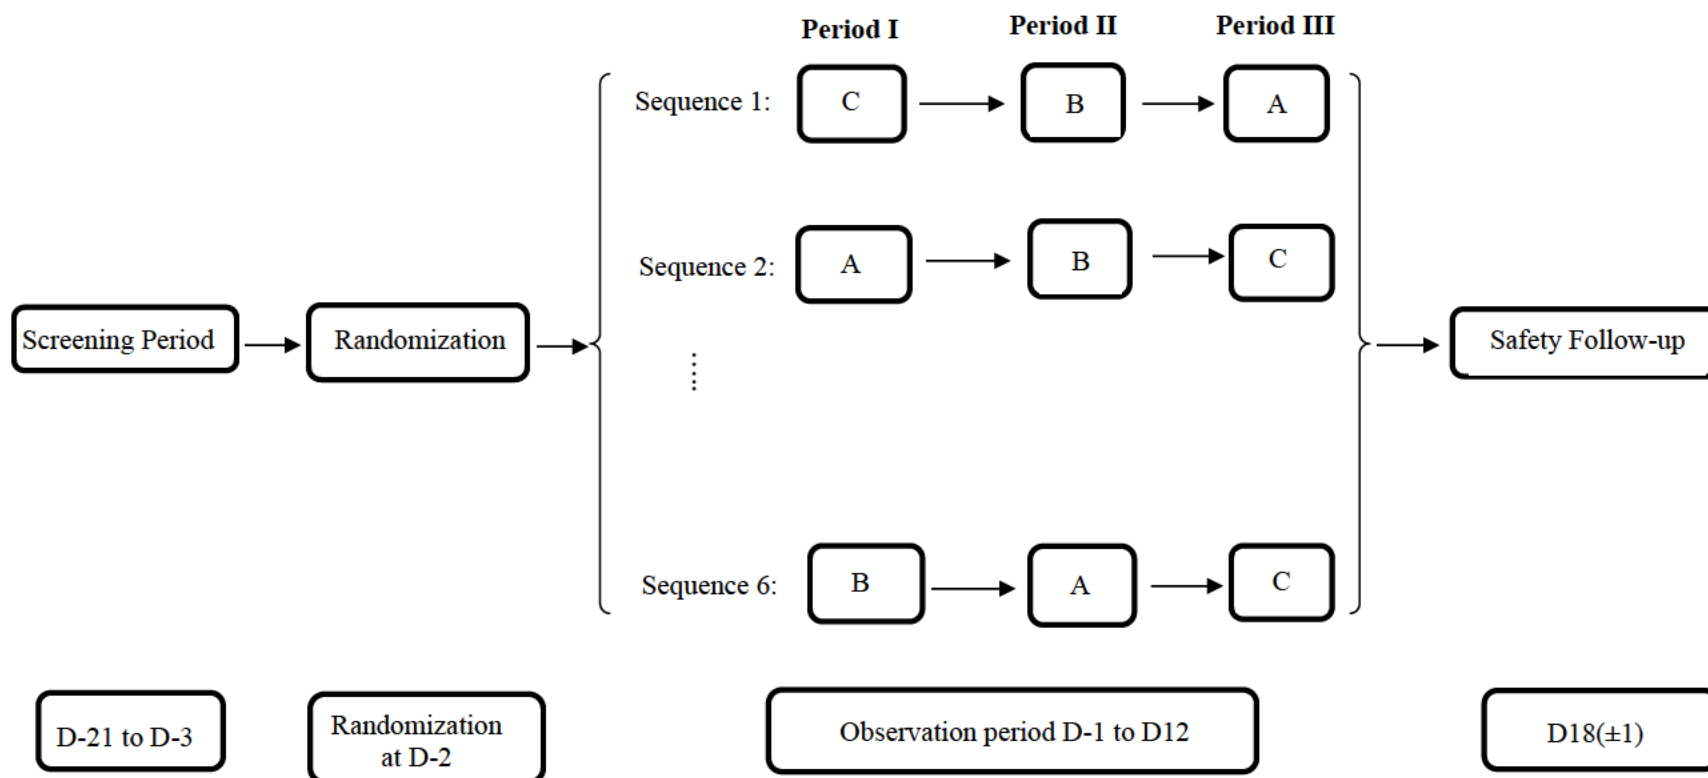 Period I
Period II
Period III
Sequence 1:
C
B
A
Sequence 2:
A
B
C
Screening Period
Randomization
Safety Follow-up
Sequence 6:
B
A
C
D-21 to D-3
Randomization
at D-2
Observation period D-1 to D12
D18(±1)